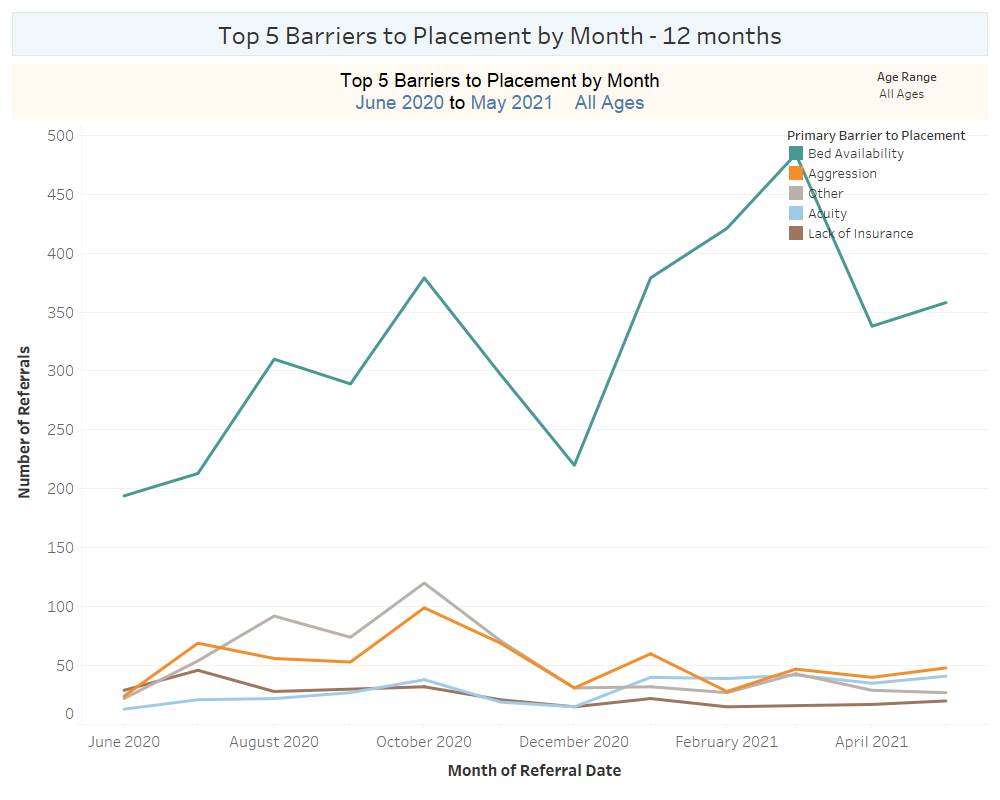 Top 5 Barriers to Placement by Month - 12 months
Top 5 Barriers to Placement by Month
June 2020 to May 2021 All Ages
Age Range
All Ages
Primary Barrier to Placement
Bed Availability
Aggression
Other
Acuity
Lack of Insurance
Number of Referrals
500
450
400
350
300
250
200
150
100
50
0
June 2020 August 2020 October 2020 December 2020 February 2021 April 2021
Month of Referral Date